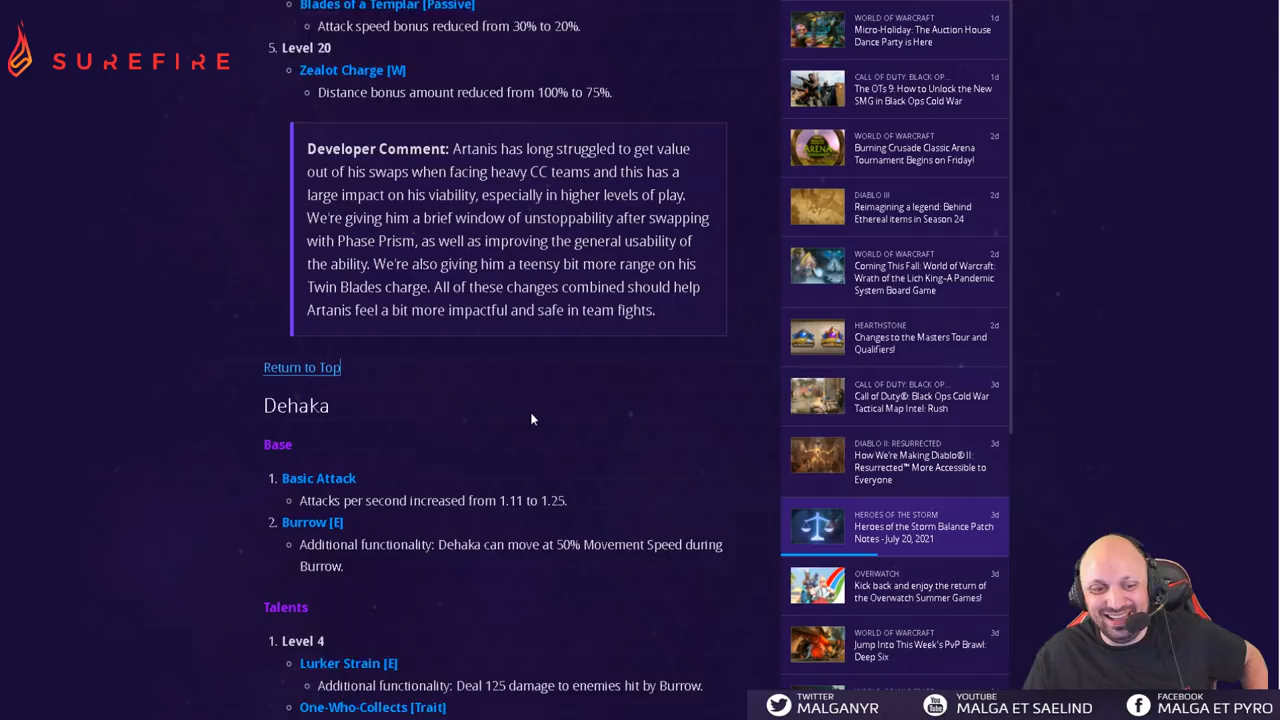 SUREFIRE
Blades of a Templar [Passive]
Attack speed bonus reduced from 30% to 20%.
5. Level 20
Zealot Charge [W]
Distance bonus amount reduced from 100% to 75%.
Developer Comment: Artanis has long struggled to get value
out of his swaps when facing heavy CC teams and this has a
large impact on his viability, especially in higher levels of play.
We're giving him a brief window of unstoppability after swapping
with Phase Prism, as well as improving the general usability of
the ability. We're also giving him a teensy bit more range on his
Twin Blades charge. All of these changes combined should help
Artanis feel a bit more impactful and safe in team fights.
Return to Top
Dehaka
Base
1. Basic Attack
Attacks per second increased from 1.11 to 1.25.
2. Burrow [E]
Additional functionality: Dehaka can move at 50% Movement Speed during
Burrow.
Talents
1. Level 4
Lurker Strain [E]
Additional functionality: Deal 125 damage to enemies hit by Burrow.
One-Who-Collects [Trait]
WORLD OF WARCRAFT 1d
Micro-Holiday: The Auction House
Dance Party is Here
CALL OF DUTY: BLACK OP... 1d
The OTs 9: How to Unlock the New
SMG in Black Ops Cold War
WORLD OF WARCRAFT 2d
Burning Crusade Classic Arena
Tournament Begins on Friday!
DIABLO III 2d
Reimagining a legend: Behind
Ethereal items in Season 24
WORLD OF WARCRAFT 2d
Coming This Fall: World of Warcraft:
Wrath of the Lich King–A Pandemic
System Board Game
HEARTHSTONE 2d
Changes to the Masters Tour and
Qualifiers!
CALL OF DUTY: BLACK OP... 3d
Call of Duty®: Black Ops Cold War
Tactical Map Intel: Rush
DIABLO II: RESURRECTED 3d
How We're Making Diablo® II:
Resurrected™ More Accessible to
Everyone
HEROES OF THE STORM 3d
Heroes of the Storm Balance Patch
Notes - July 20, 2021
OVERWATCH 3d
Kick back and enjoy the return of
the Overwatch Summer Games!
WORLD OF WARCRAFT 3d
Jump Into This Week's PvP Brawl:
Deep Six
TWITTER
MALGANYR
YOUTUBE
MALGA ET SAELIND
FACEBOOK
MALGA ET PYRO